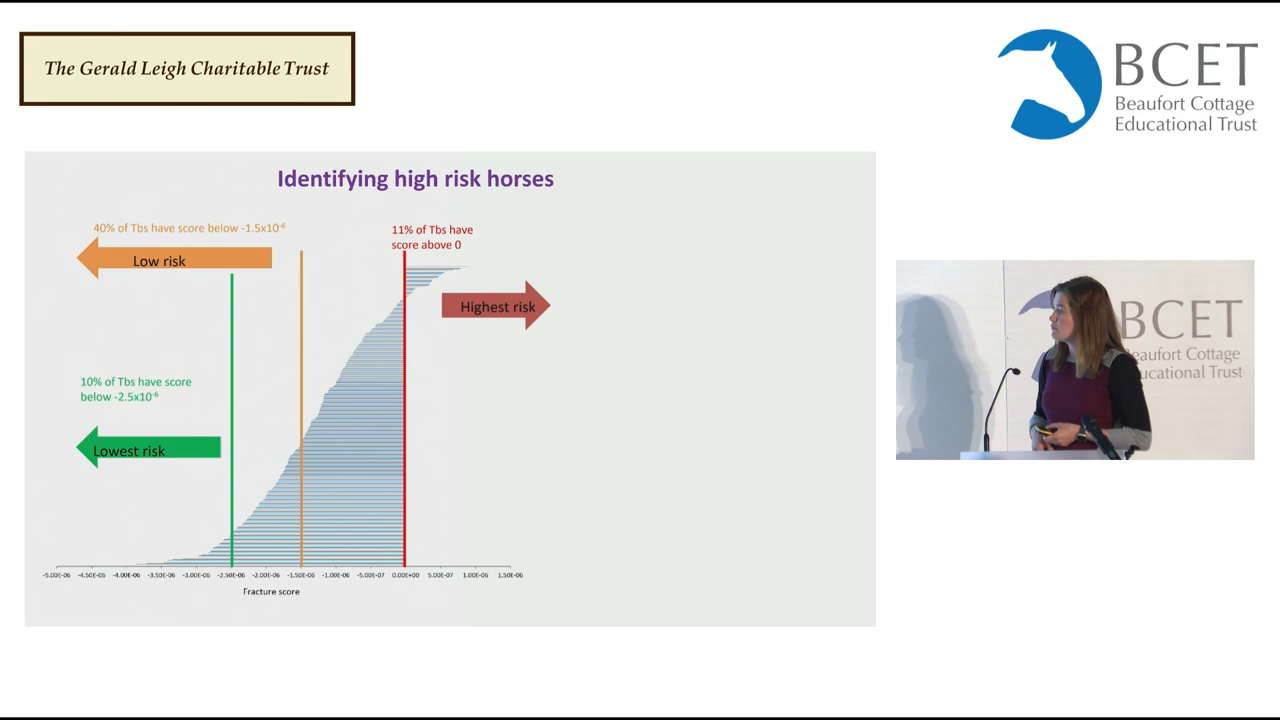 The Gerald Leigh Charitable Trust
BCET
Beaufort Cottage
Educational Trust
Identifying high risk horses
40% of Tbs have score below -1.5x10⁻⁶
Low risk
11% of Tbs have
score above 0
Highest risk
10% of Tbs have score
below -2.5x10⁻⁶
Lowest risk
-5.00E-06 -4.50E-06 -4.00E-06 -3.50E-06 -3.00E-06 -2.50E-06 -2.00E-06 -1.50E-06 -1.00E-06 -5.00E-07 0.00E+00 5.00E-07 1.00E-06 1.50E-06
Fracture score
BCET
eaufort Cottage
ucational Trust